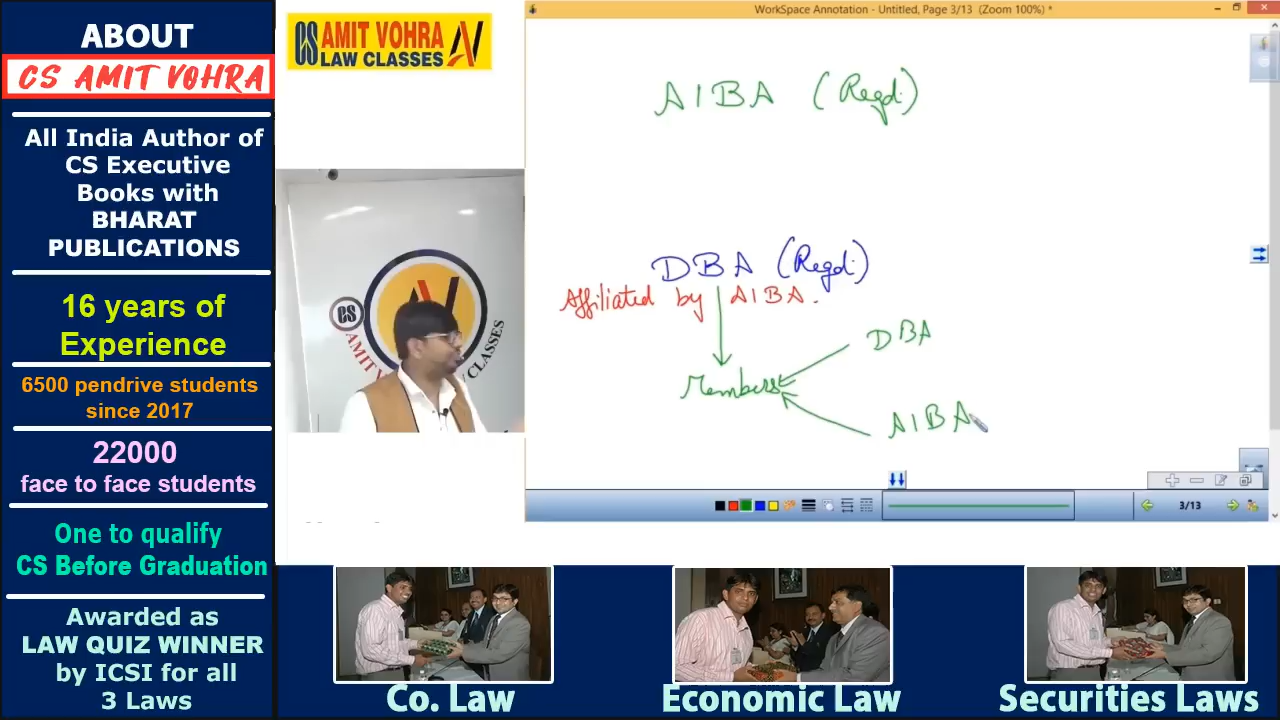 ABOUT
CS AMIT VOHRA
All India Author of
CS Executive
Books with
BHARAT
PUBLICATIONS
16 years of
Experience
6500 pendrive students
since 2017
22000
face to face students
One to qualify
CS Before Graduation
Awarded as
LAW QUIZ WINNER
by ICSI for all
3 Laws
CS AMIT VOHRA AV
LAW CLASSES
CS
AMIT V
CLASSES
WorkSpace Annotation - Untitled, Page 3/13 (Zoom 100%) *
AIBA (Regd.)
DBA (Regd.)
Affiliated by AIBA.
DBA
Members
AIBA
3/13
Co. Law
Economic Law
Securities Laws